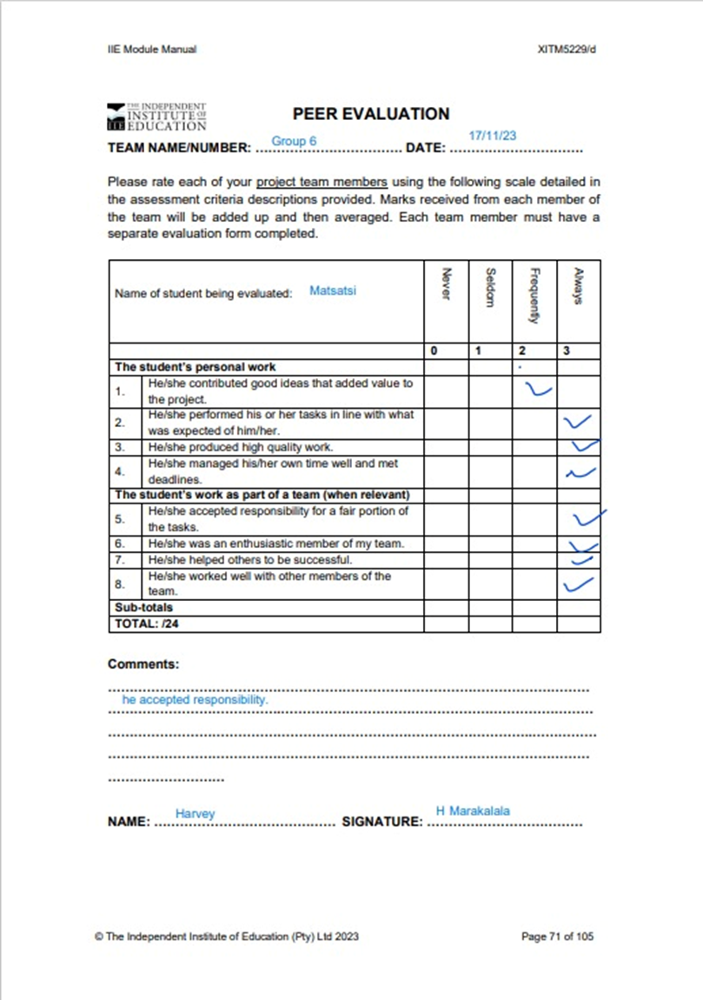 IIE Module Manual XITM5229/d
THE INDEPENDENT
INSTITUTE OF
IIE EDUCATION
PEER EVALUATION
TEAM NAME/NUMBER: Group 6 DATE: 17/11/23
Please rate each of your project team members using the following scale detailed in
the assessment criteria descriptions provided. Marks received from each member of
the team will be added up and then averaged. Each team member must have a
separate evaluation form completed.
Name of student being evaluated: Matsatsi Never Seldom Frequently Always
0 1 2 3
The student's personal work
1. He/she contributed good ideas that added value to
the project.
2. He/she performed his or her tasks in line with what
was expected of him/her.
3. He/she produced high quality work.
4. He/she managed his/her own time well and met
deadlines.
The student's work as part of a team (when relevant)
5. He/she accepted responsibility for a fair portion of
the tasks.
6. He/she was an enthusiastic member of my team.
7. He/she helped others to be successful.
8. He/she worked well with other members of the
team.
Sub-totals
TOTAL: /24
Comments:
he accepted responsibility.
NAME: Harvey SIGNATURE: H Marakalala
© The Independent Institute of Education (Pty) Ltd 2023 Page 71 of 105